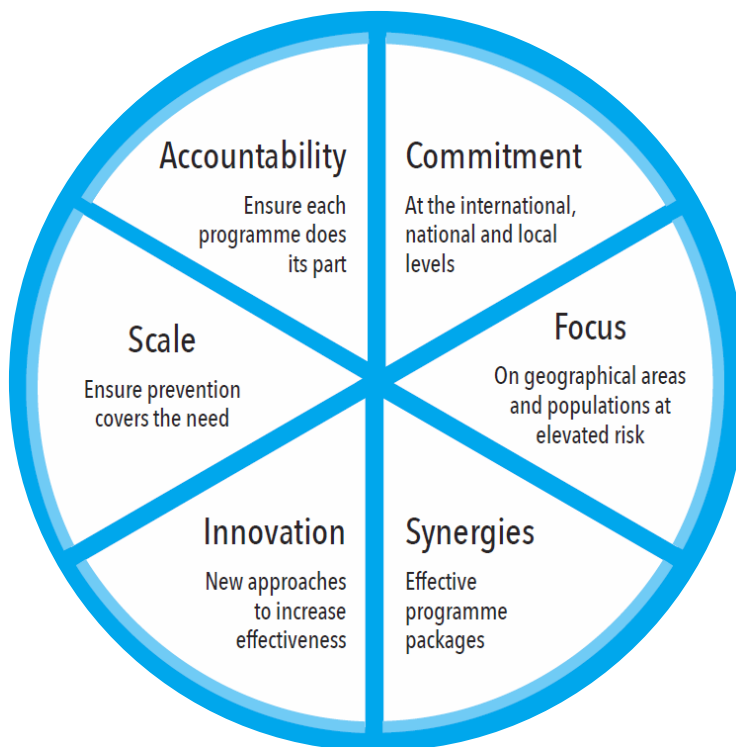 Accountability
Ensure each
programme does
its part
Commitment
At the international,
national and local
levels
Focus
On geographical areas
and populations at
elevated risk
Synergies
Effective
programme
packages
Innovation
New approaches
to increase
effectiveness
Scale
Ensure prevention
covers the need